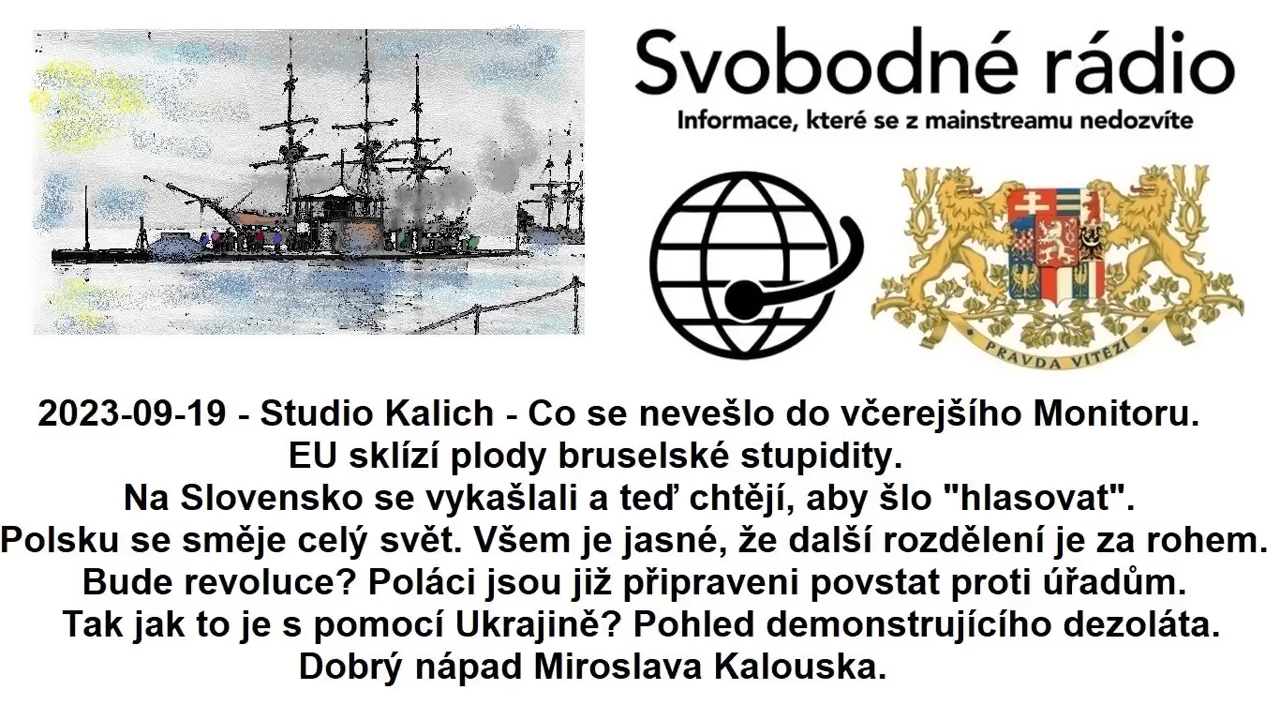 Svobodné rádio
Informace, které se z mainstreamu nedozvíte
PRAVDA VÍTĚZÍ
2023-09-19 - Studio Kalich - Co se nevešlo do včerejšího Monitoru.
EU sklízí plody bruselské stupidity.
Na Slovensko se vykašlali a teď chtějí, aby šlo "hlasovat".
Polsku se směje celý svět. Všem je jasné, že další rozdělení je za rohem.
Bude revoluce? Poláci jsou již připraveni povstat proti úřadům.
Tak jak to je s pomocí Ukrajině? Pohled demonstrujícího dezoláta.
Dobrý nápad Miroslava Kalouska.